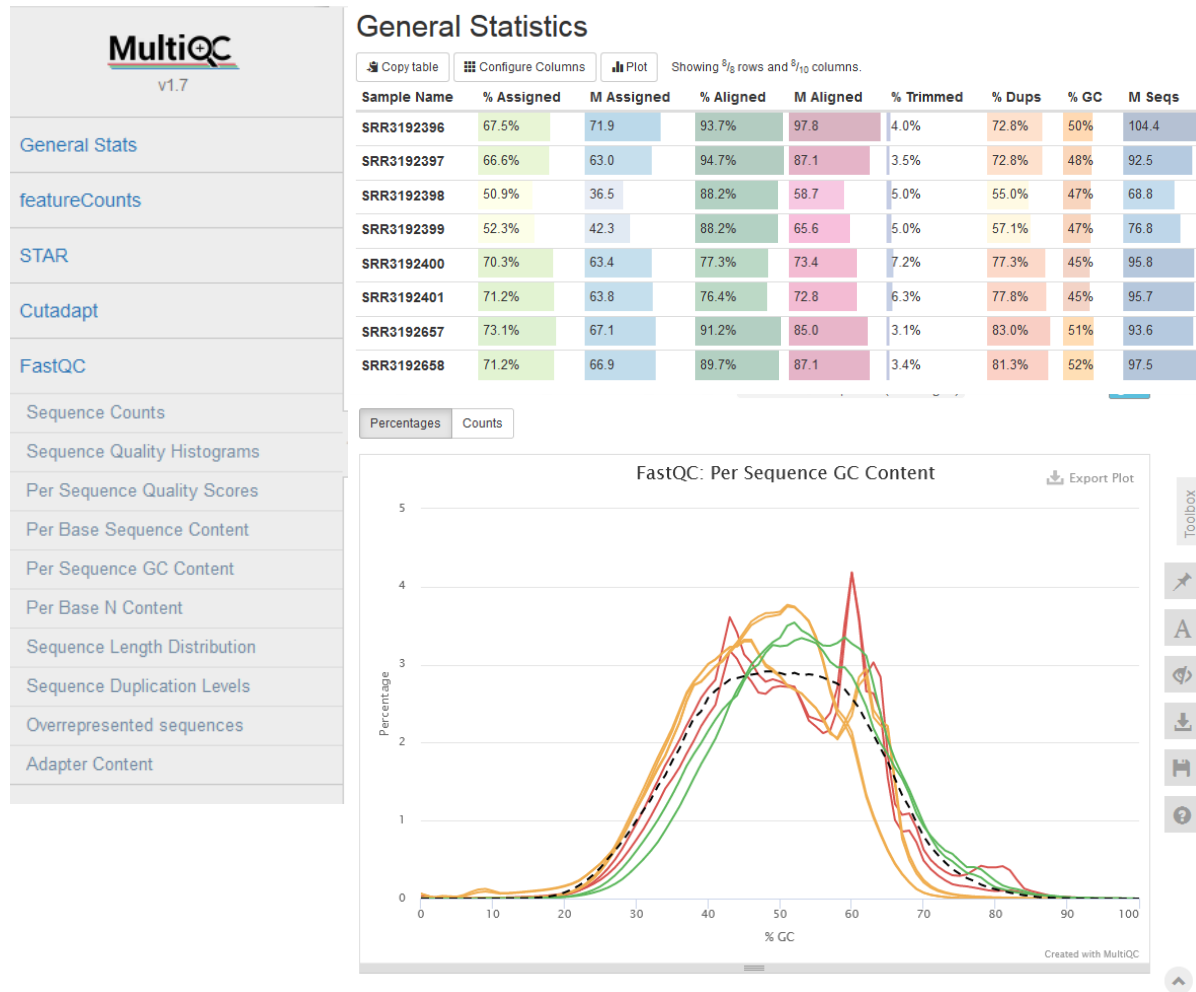 MultiQC
v1.7
General Stats
featureCounts
STAR
Cutadapt
FastQC
Sequence Counts
Sequence Quality Histograms
Per Sequence Quality Scores
Per Base Sequence Content
Per Sequence GC Content
Per Base N Content
Sequence Length Distribution
Sequence Duplication Levels
Overrepresented sequences
Adapter Content
General Statistics
Copy table Configure Columns Plot Showing 8/8 rows and 8/10 columns.
Sample Name % Assigned M Assigned % Aligned M Aligned % Trimmed % Dups % GC M Seqs
SRR3192396 67.5% 71.9 93.7% 97.8 4.0% 72.8% 50% 104.4
SRR3192397 66.6% 63.0 94.7% 87.1 3.5% 72.8% 48% 92.5
SRR3192398 50.9% 36.5 88.2% 58.7 5.0% 55.0% 47% 68.8
SRR3192399 52.3% 42.3 88.2% 65.6 5.0% 57.1% 47% 76.8
SRR3192400 70.3% 63.4 77.3% 73.4 7.2% 77.3% 45% 95.8
SRR3192401 71.2% 63.8 76.4% 72.8 6.3% 77.8% 45% 95.7
SRR3192657 73.1% 67.1 91.2% 85.0 3.1% 83.0% 51% 93.6
SRR3192658 71.2% 66.9 89.7% 87.1 3.4% 81.3% 52% 97.5
Percentages Counts
FastQC: Per Sequence GC Content
Export Plot
5
4
3
2
1
0
Percentage
0 10 20 30 40 50 60 70 80 90 100
% GC
Created with MultiQC
Toolbox
A